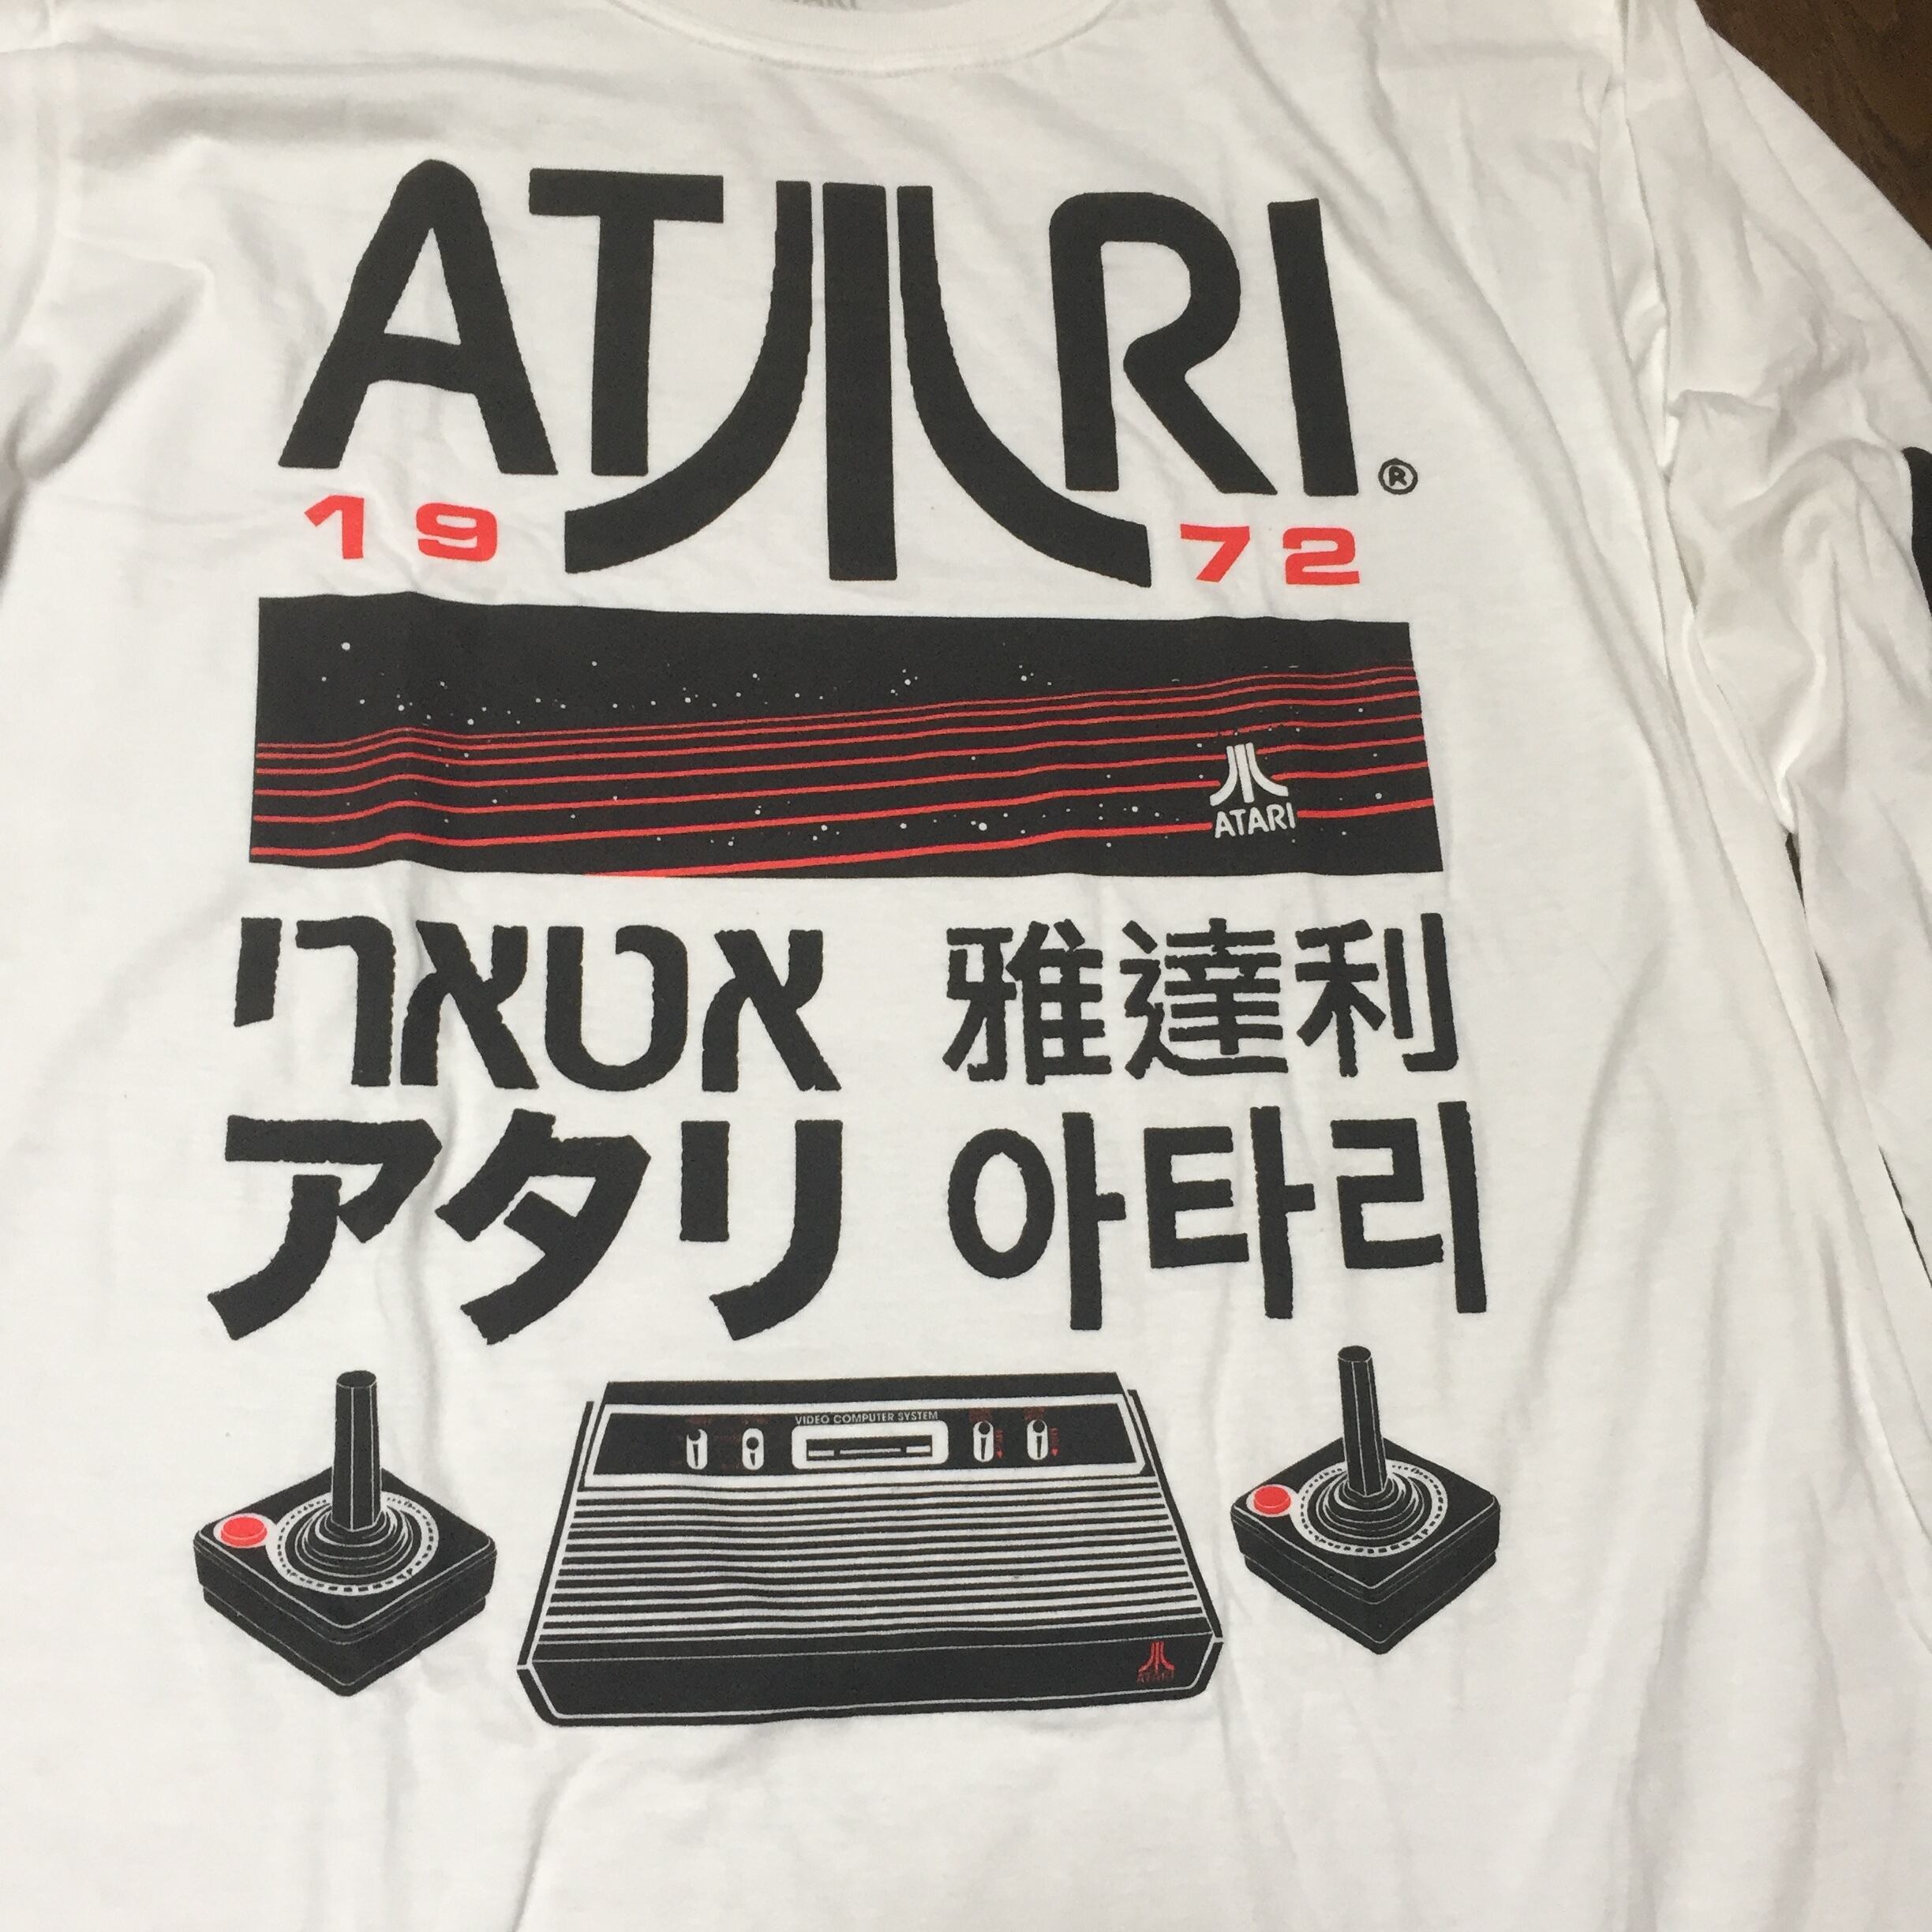 ATARI®
19 72
ATARI
אטארי 雅達利
アタリ 아타리
VIDEO COMPUTER SYSTEM
ATARI